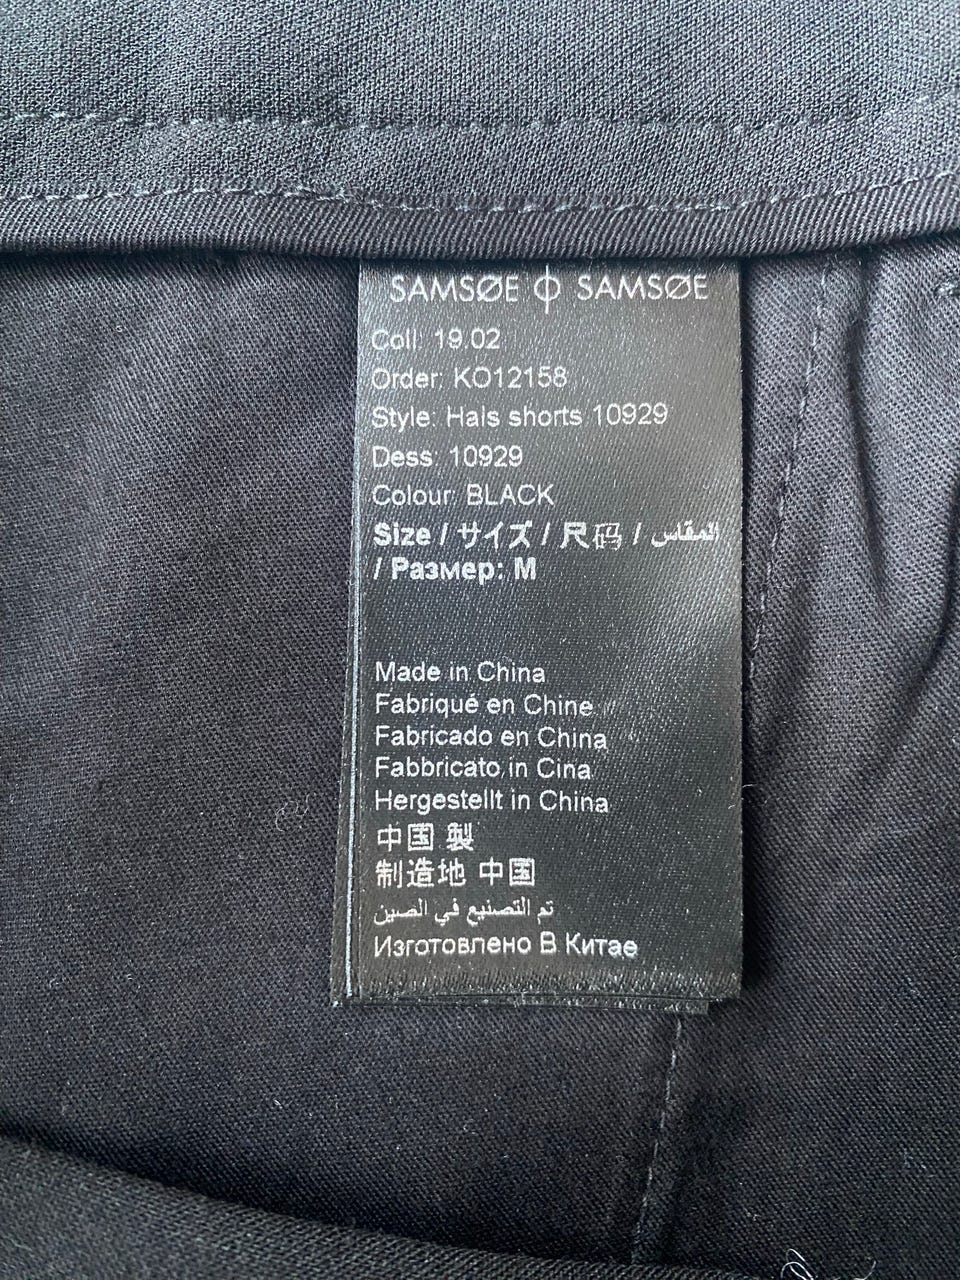 SAMSØE ϕ SAMSØE
Coll: 19.02
Order: KO12158
Style: Hals shorts 10929
Dess: 10929
Colour: BLACK
Size / サイズ / 尺码 / المقاس
/ Размер: M
Made in China
Fabriqué en Chine
Fabricado en China
Fabbricato in Cina
Hergestellt in China
中国 製
制造地 中国
تم التصنيع في الصين
Изготовлено В Китае